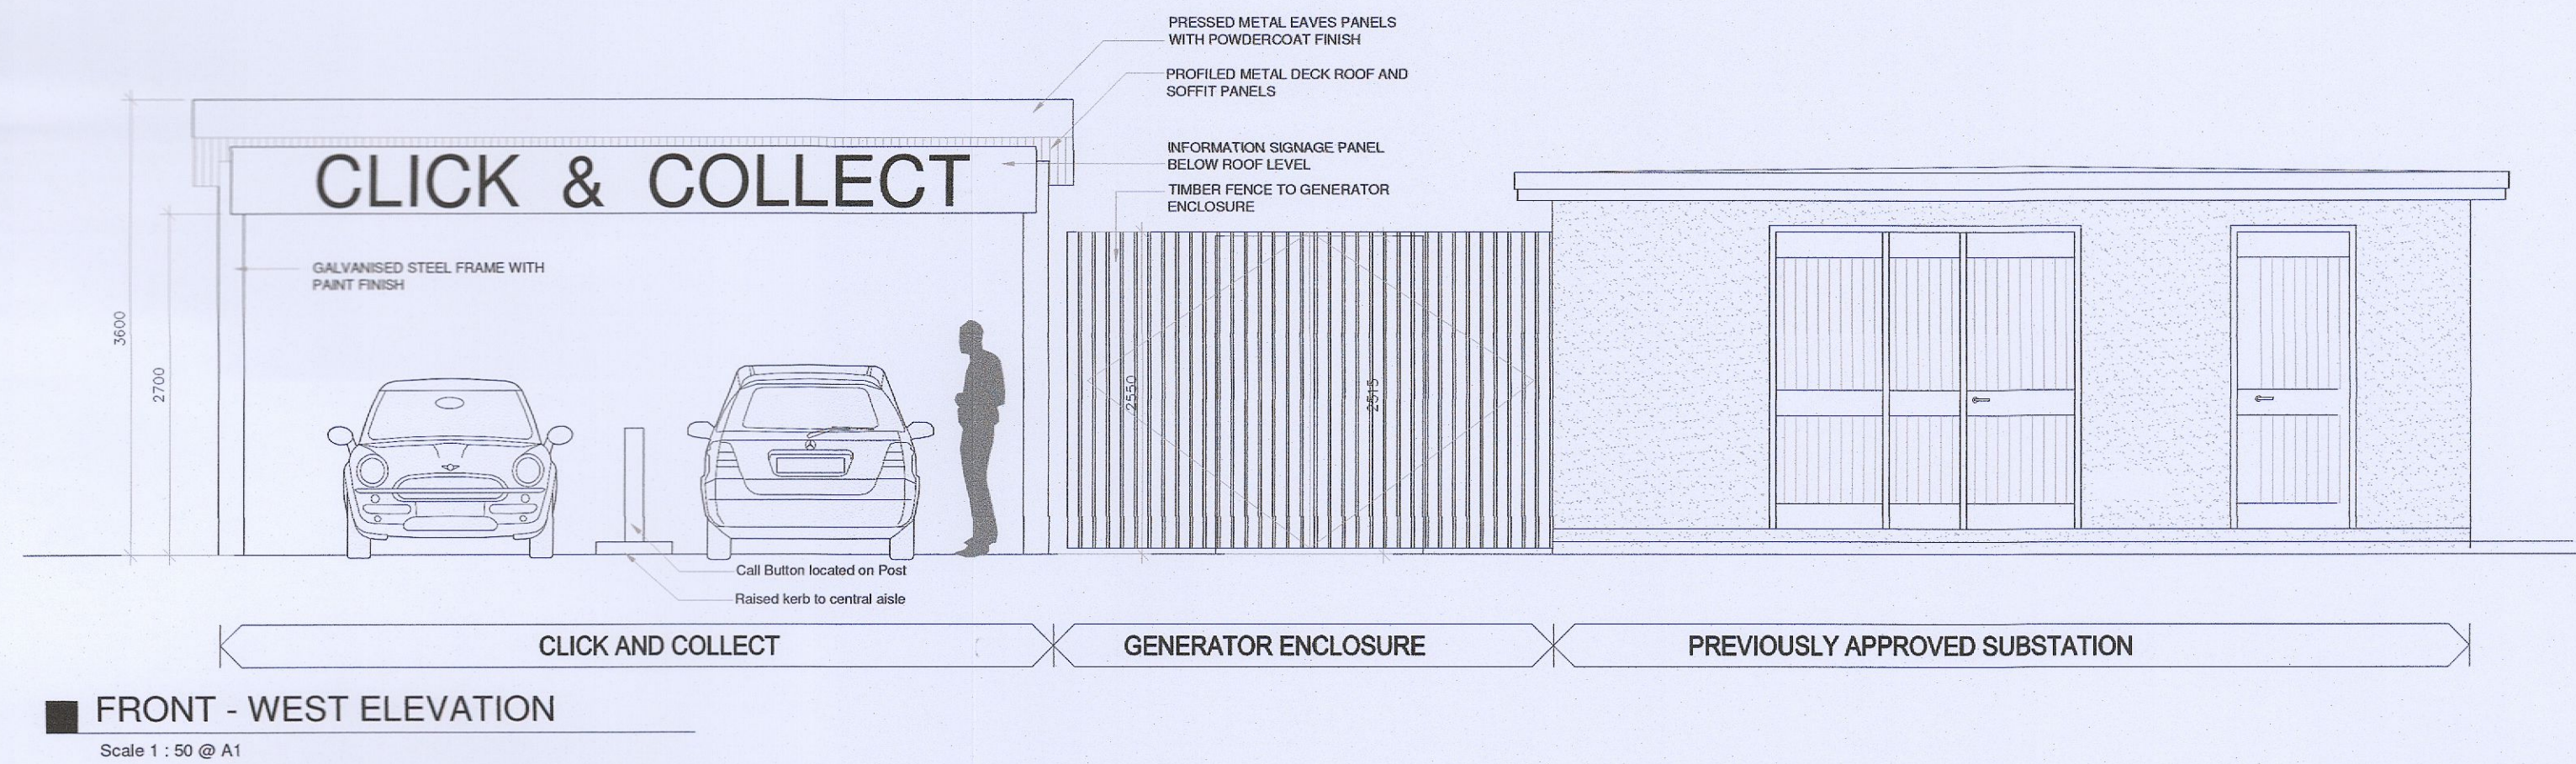 PRESSED METAL EAVES PANELS
WITH POWDERCOAT FINISH
PROFILED METAL DECK ROOF AND
SOFFIT PANELS
INFORMATION SIGNAGE PANEL
BELOW ROOF LEVEL
TIMBER FENCE TO GENERATOR
ENCLOSURE
CLICK & COLLECT
GALVANISED STEEL FRAME WITH
PAINT FINISH
3600
2700
2550
2515
Call Button located on Post
Raised kerb to central aisle
CLICK AND COLLECT
GENERATOR ENCLOSURE
PREVIOUSLY APPROVED SUBSTATION
FRONT - WEST ELEVATION
Scale 1 : 50 @ A1